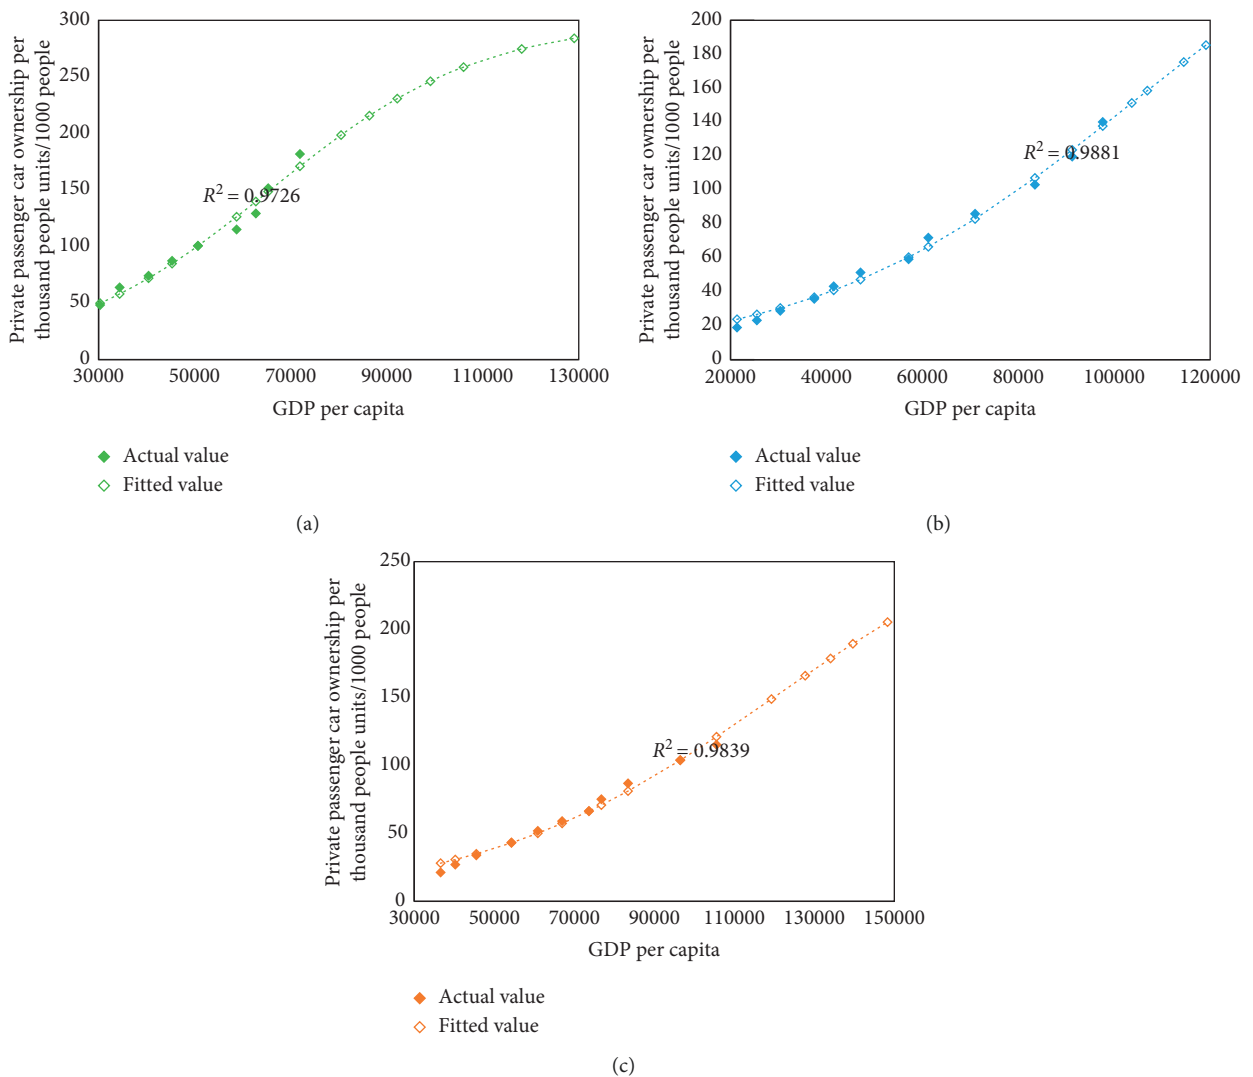 Private passenger car ownership per
thousand people units/1000 people
300
250
200
150
100
50
0
R² = 0.9726
30000 50000 70000 90000 110000 130000
GDP per capita
Actual value
Fitted value
(a)
Private passenger car ownership per
thousand people units/1000 people
200
180
160
140
120
100
80
60
40
20
0
R² = 0.9881
20000 40000 60000 80000 100000 120000
GDP per capita
Actual value
Fitted value
(b)
Private passenger car ownership per
thousand people units/1000 people
250
200
150
100
50
0
R² = 0.9839
30000 50000 70000 90000 110000 130000 150000
GDP per capita
Actual value
Fitted value
(c)